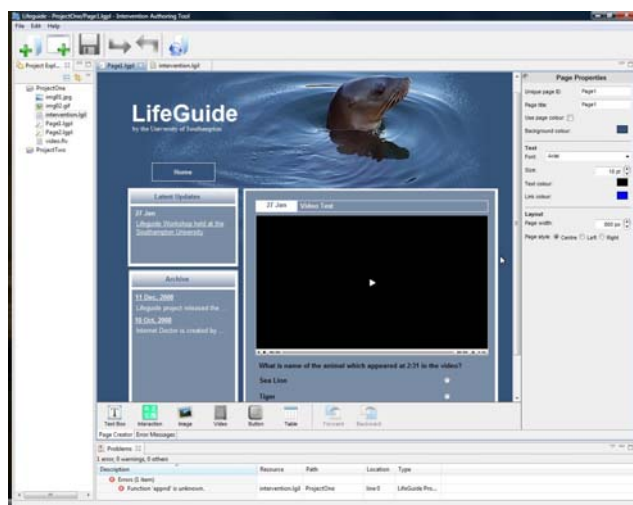 Lifeguide - ProjectOne/Page1.lgpl - Intervention Authoring Tool
File Edit Help
Project Expl...
Page1.lgpl
intervention.lgil
ProjectOne
img01.jpg
img02.gif
intervention.lgil
Page1.lgpl
Page2.lgpl
video.flv
ProjectTwo
LifeGuide
by the University of Southampton
Home
Latest Updates
27 Jan
Lifeguide Workshop held at the
Southampton University
Archive
11 Dec, 2008
Lifeguide project released the ...
10 Oct, 2008
Internet Doctor is created by ...
27 Jan
Video Test
What is name of the animal which appeared at 2:31 in the video?
Sea Lion
Tiger
Text Box
Interaction
Image
Video
Button
Table
Forward
Backward
Page Creator
Error Messages
Page Properties
Unique page ID:
Page1
Page title:
Page1
Use page colour:
Background colour:
Text
Font:
Arial
Size:
10 pt
Text colour:
Link colour:
Layout
Page width:
800 px
Page style:
Centre
Left
Right
Problems
1 error, 0 warnings, 0 others
Description
Resource
Path
Location
Type
Errors (1 item)
Function 'appnd' is unknown.
intervention.lgil
ProjectOne
line 0
LifeGuide Pro...